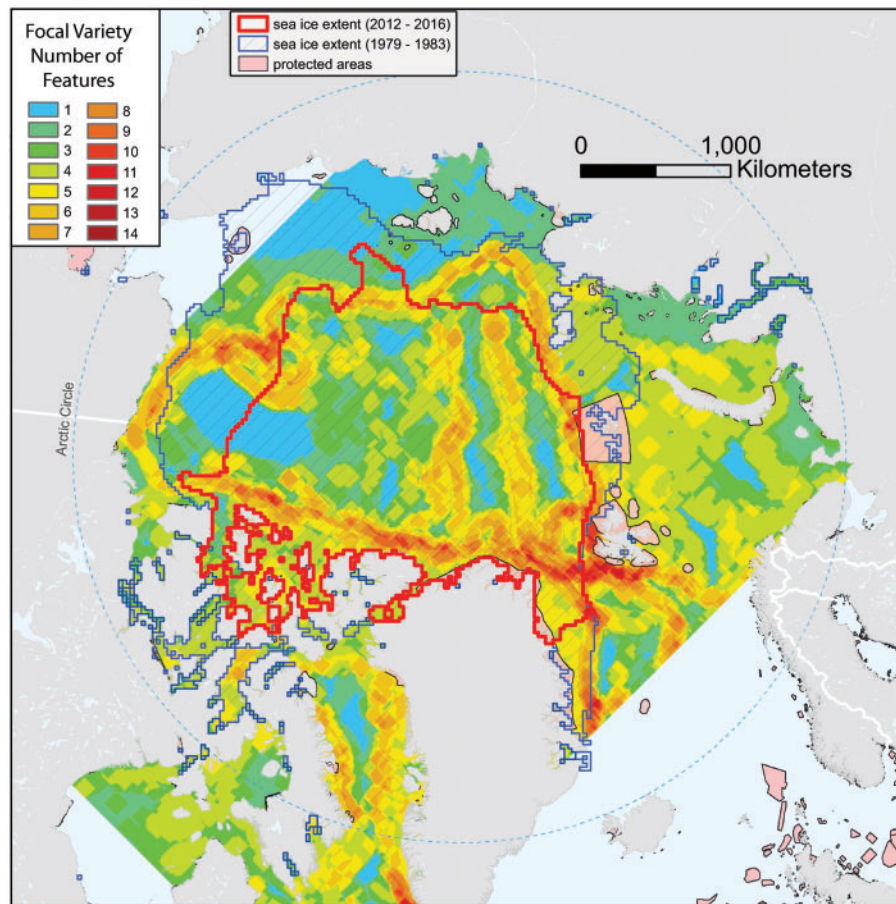 Focal Variety
Number of
Features
1
2
3
4
5
6
7
8
9
10
11
12
13
14
sea ice extent (2012 - 2016)
sea ice extent (1979 - 1983)
protected areas
0 1,000
Kilometers
Arctic Circle